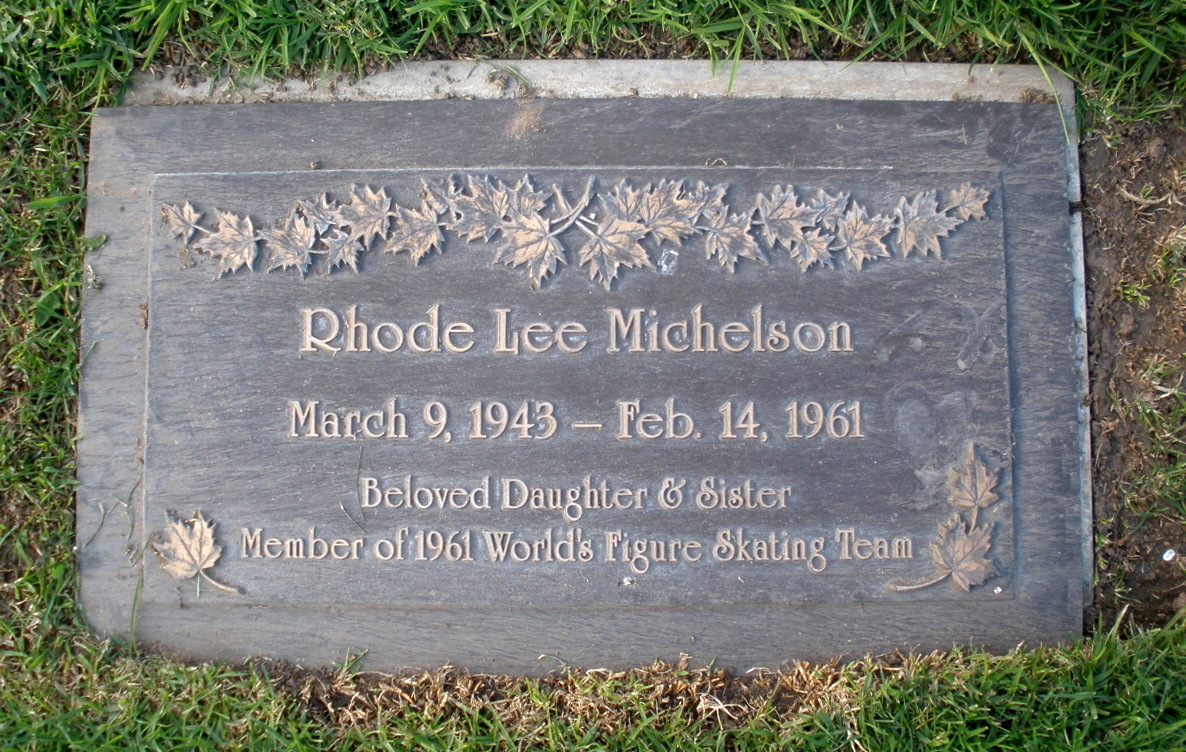 Rhode Lee Michelson
March 9, 1943 – Feb. 14, 1961
Beloved Daughter & Sister
Member of 1961 World's Figure Skating Team